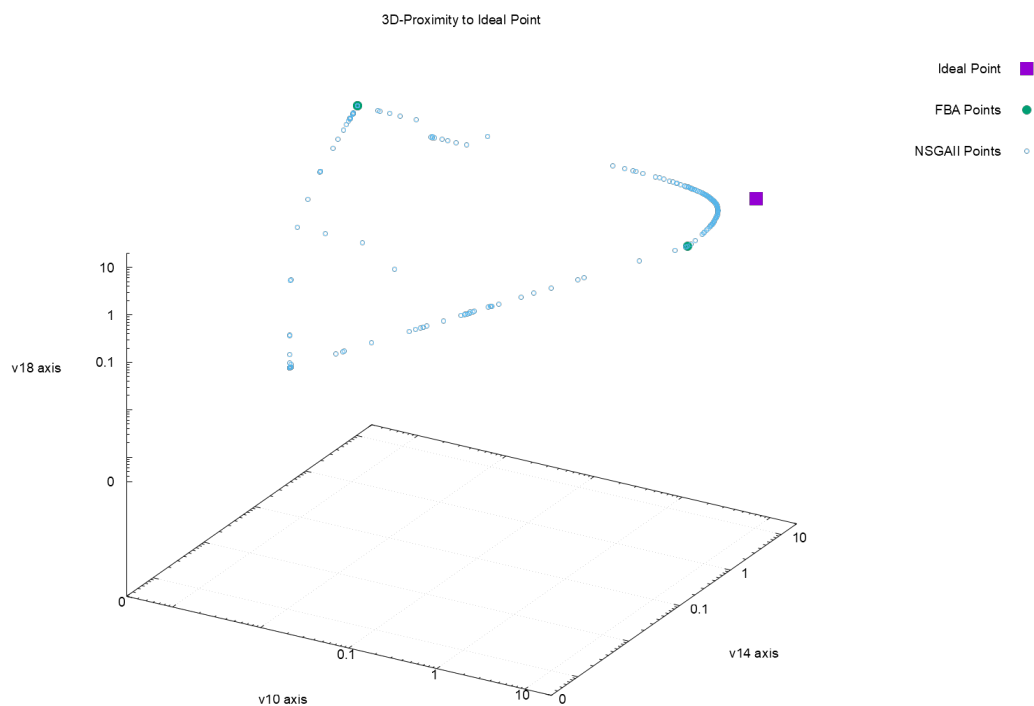 3D-Proximity to Ideal Point
Ideal Point
FBA Points
NSGAII Points
10
1
0.1
v18 axis
0
10
1
0
0.1
0.1
v14 axis
1
10
0
v10 axis